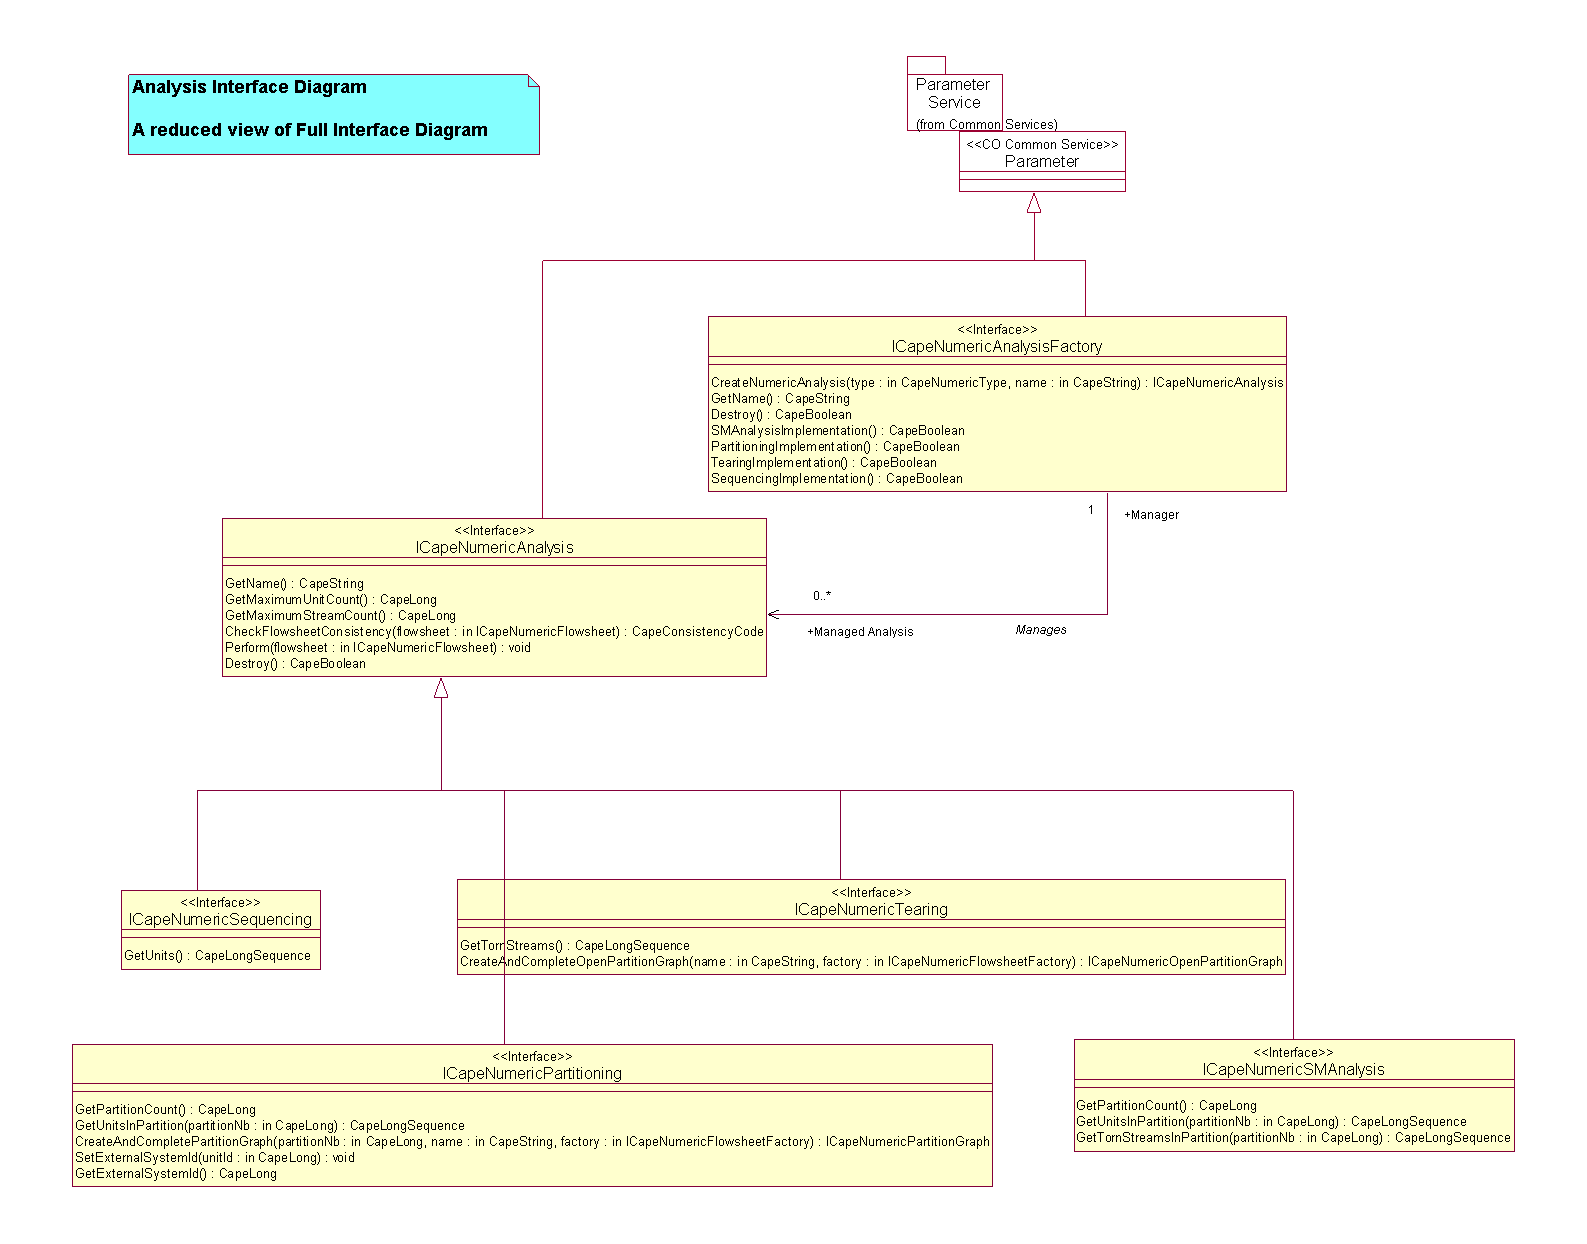 Analysis Interface Diagram
A reduced view of Full Interface Diagram
Parameter
Service
(from Common Services)
<<CO Common Service>>
Parameter
<<Interface>>
ICapeNumericAnalysisFactory
CreateNumericAnalysis(type : in CapeNumericType, name : in CapeString) : ICapeNumericAnalysis
GetName() : CapeString
Destroy() : CapeBoolean
SMAnalysisImplementation() : CapeBoolean
PartitioningImplementation() : CapeBoolean
TearingImplementation() : CapeBoolean
SequencingImplementation() : CapeBoolean
1
+Manager
<<Interface>>
ICapeNumericAnalysis
GetName() : CapeString
GetMaximumUnitCount() : CapeLong
GetMaximumStreamCount() : CapeLong
CheckFlowsheetConsistency(flowsheet : in ICapeNumericFlowsheet) : CapeConsistencyCode
Perform(flowsheet : in ICapeNumericFlowsheet) : void
Destroy() : CapeBoolean
0..*
+Managed Analysis
Manages
<<Interface>>
ICapeNumericSequencing
GetUnits() : CapeLongSequence
<<Interface>>
ICapeNumericTearing
GetTornStreams() : CapeLongSequence
CreateAndCompleteOpenPartitionGraph(name : in CapeString, factory : in ICapeNumericFlowsheetFactory) : ICapeNumericOpenPartitionGraph
<<Interface>>
ICapeNumericPartitioning
GetPartitionCount() : CapeLong
GetUnitsInPartition(partitionNb : in CapeLong) : CapeLongSequence
CreateAndCompletePartitionGraph(partitionNb : in CapeLong, name : in CapeString, factory : in ICapeNumericFlowsheetFactory) : ICapeNumericPartitionGraph
SetExternalSystemId(unitId : in CapeLong) : void
GetExternalSystemId() : CapeLong
<<Interface>>
ICapeNumericSMAnalysis
GetPartitionCount() : CapeLong
GetUnitsInPartition(partitionNb : in CapeLong) : CapeLongSequence
GetTornStreamsInPartition(partitionNb : in CapeLong) : CapeLongSequence